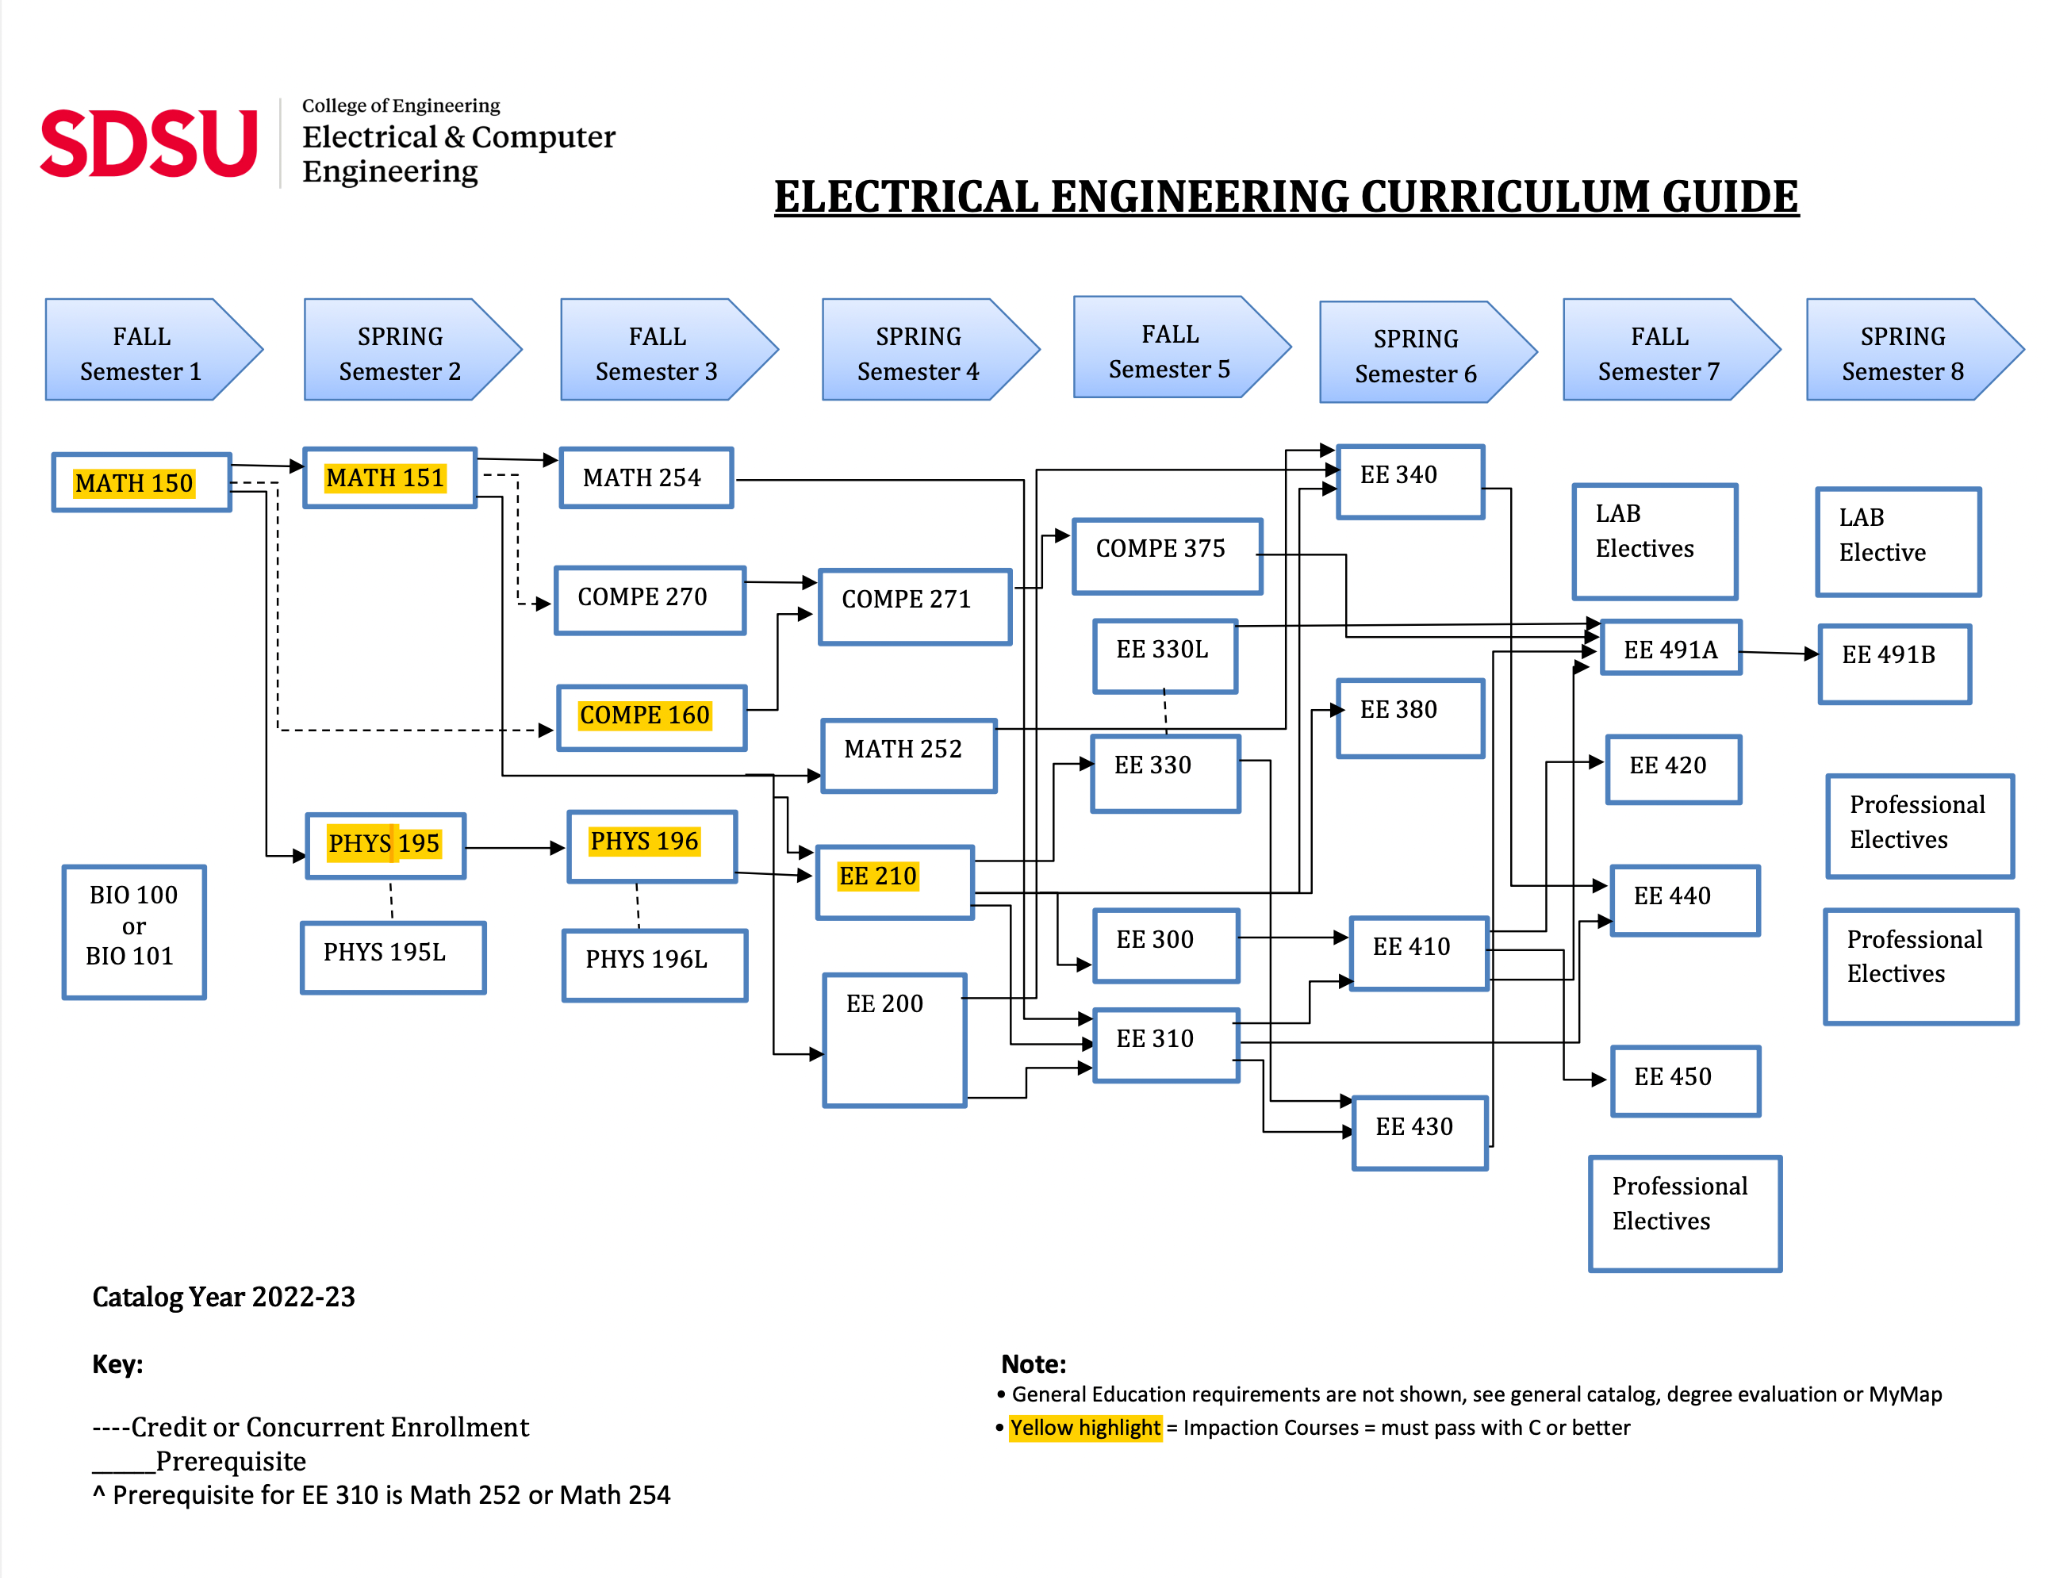 SDSU
College of Engineering
Electrical & Computer
Engineering
ELECTRICAL ENGINEERING CURRICULUM GUIDE
FALL
Semester 1
SPRING
Semester 2
FALL
Semester 3
SPRING
Semester 4
FALL
Semester 5
SPRING
Semester 6
FALL
Semester 7
SPRING
Semester 8
MATH 150
BIO 100
or
BIO 101
MATH 151
PHYS 195
PHYS 195L
MATH 254
COMPE 270
COMPE 160
PHYS 196
PHYS 196L
COMPE 271
MATH 252
EE 210
EE 200
COMPE 375
EE 330L
EE 330
EE 300
EE 310
EE 340
EE 380
EE 410
EE 430
LAB
Electives
EE 491A
EE 420
EE 440
EE 450
Professional
Electives
LAB
Elective
EE 491B
Professional
Electives
Professional
Electives
Catalog Year 2022-23
Key:
----Credit or Concurrent Enrollment
_____Prerequisite
^ Prerequisite for EE 310 is Math 252 or Math 254
Note:
• General Education requirements are not shown, see general catalog, degree evaluation or MyMap
• Yellow highlight = Impaction Courses = must pass with C or better